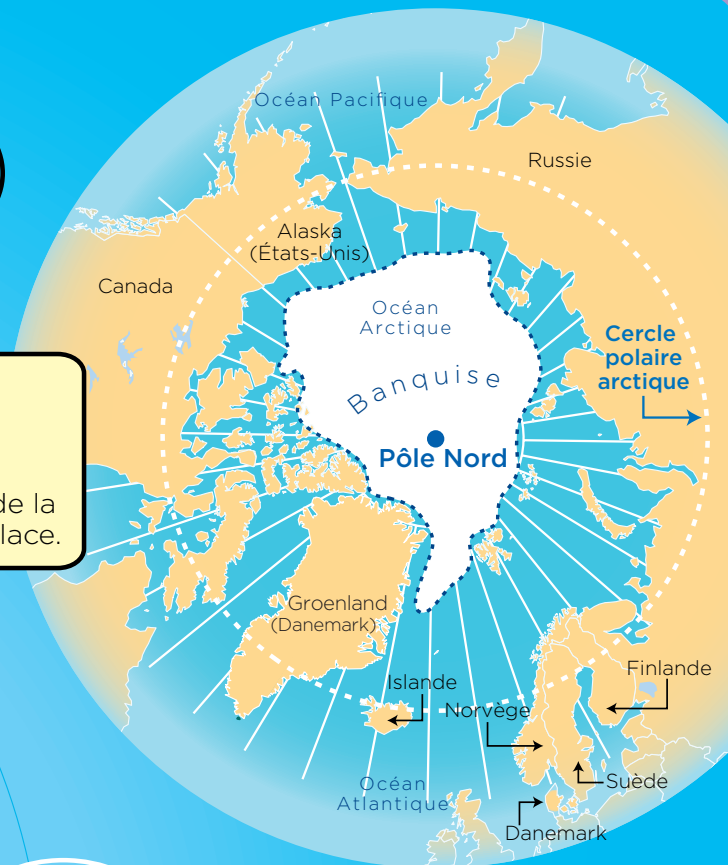 Océan Pacifique
Russie
Alaska
(États-Unis)
Canada
Océan
Arctique
Banquise
Cercle
polaire
arctique
Pôle Nord
de la
lace.
Groenland
(Danemark)
Islande
Norvège
Finlande
Océan
Atlantique
Suède
Danemark